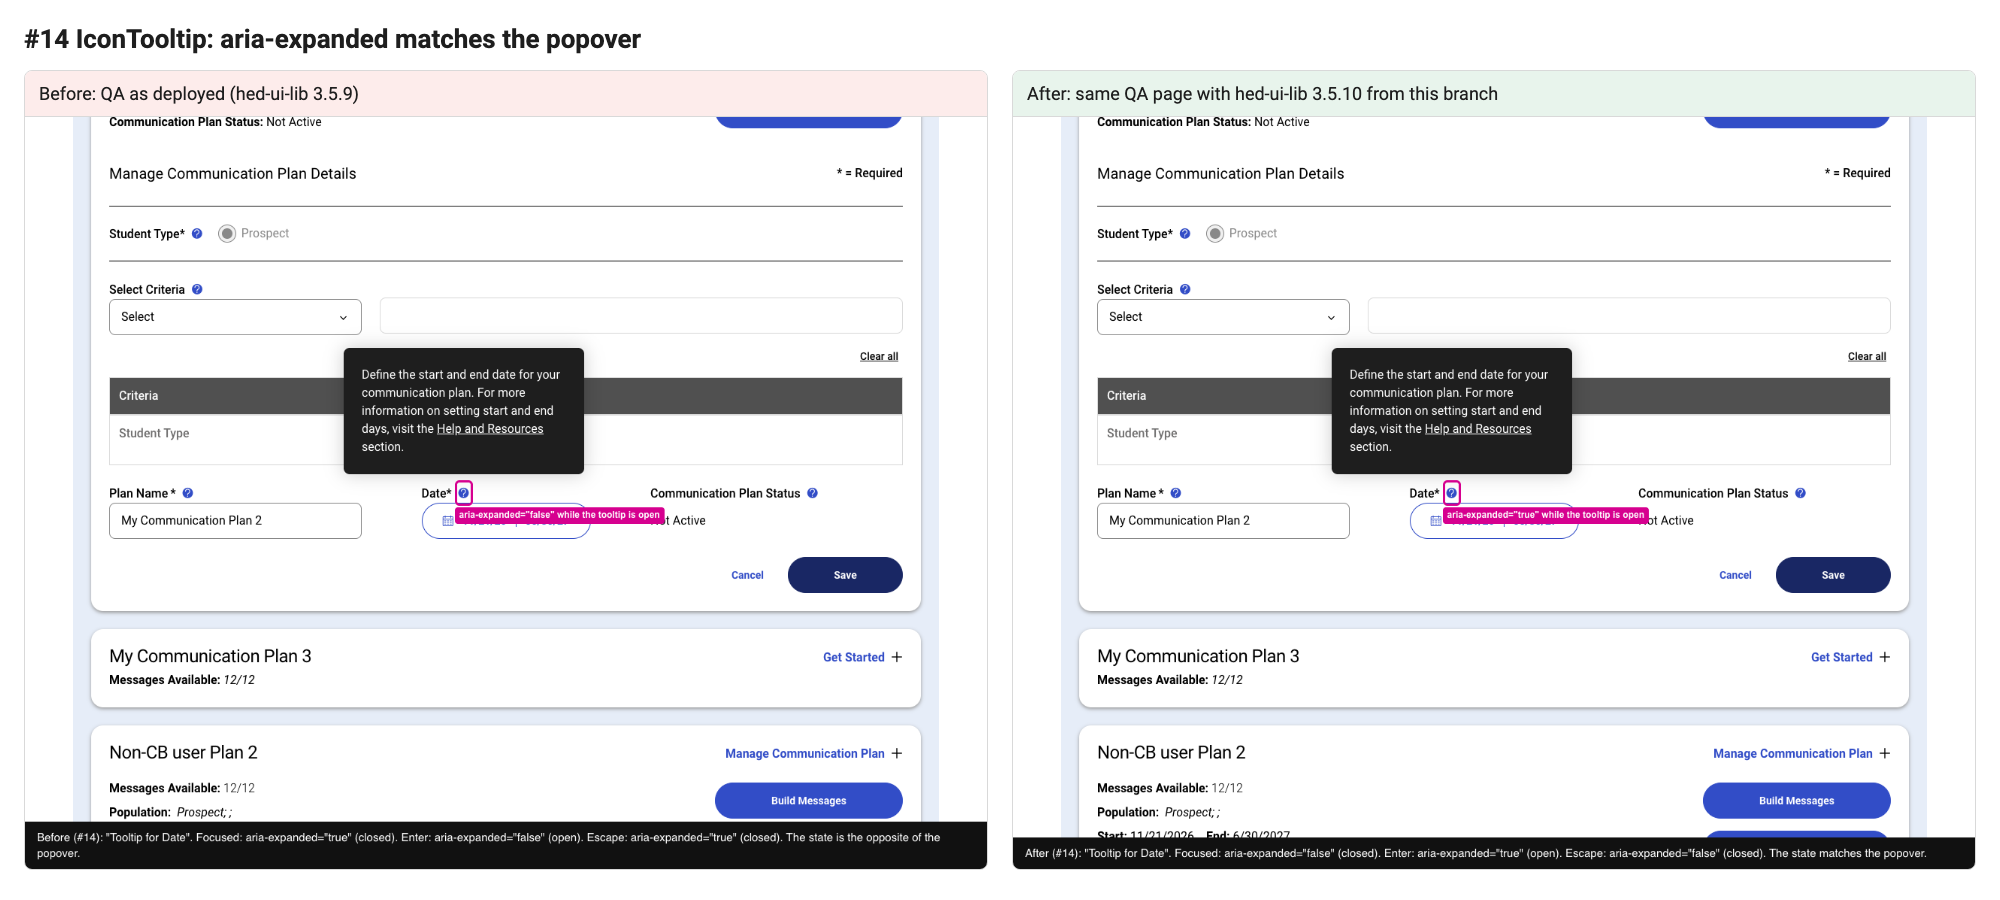 #14 IconTooltip: aria-expanded matches the popover
Before: QA as deployed (hed-ui-lib 3.5.9)
Communication Plan Status: Not Active
Manage Communication Plan Details
* = Required
Student Type*
Prospect
Select Criteria
Select
Clear all
Define the start and end date for your
communication plan. For more
information on setting start and end
days, visit the Help and Resources
section.
Criteria
Student Type
Plan Name *
Date*
Communication Plan Status
My Communication Plan 2
aria-expanded="false" while the tooltip is open
Not Active
Cancel
Save
My Communication Plan 3
Get Started +
Messages Available: 12/12
Non-CB user Plan 2
Manage Communication Plan +
Messages Available: 12/12
Build Messages
Population: Prospect; ;
Before (#14): "Tooltip for Date". Focused: aria-expanded="true" (closed). Enter: aria-expanded="false" (open). Escape: aria-expanded="true" (closed). The state is the opposite of the
popover.
After: same QA page with hed-ui-lib 3.5.10 from this branch
Communication Plan Status: Not Active
Manage Communication Plan Details
* = Required
Student Type*
Prospect
Select Criteria
Select
Clear all
Define the start and end date for your
communication plan. For more
information on setting start and end
days, visit the Help and Resources
section.
Criteria
Student Type
Plan Name *
Date*
Communication Plan Status
My Communication Plan 2
aria-expanded="true" while the tooltip is open
Not Active
Cancel
Save
My Communication Plan 3
Get Started +
Messages Available: 12/12
Non-CB user Plan 2
Manage Communication Plan +
Messages Available: 12/12
Build Messages
Population: Prospect; ;
Start: 11/21/2026 End: 6/30/2027
After (#14): "Tooltip for Date". Focused: aria-expanded="false" (closed). Enter: aria-expanded="true" (open). Escape: aria-expanded="false" (closed). The state matches the popover.